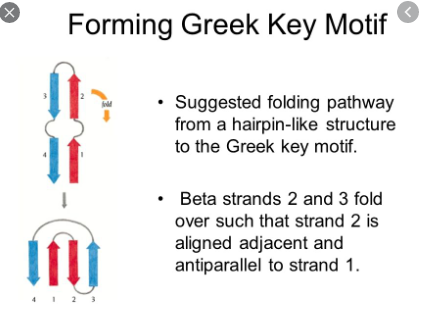 Forming Greek Key Motif
3
2
fold
4
1
• Suggested folding pathway
from a hairpin-like structure
to the Greek key motif.
• Beta strands 2 and 3 fold
over such that strand 2 is
aligned adjacent and
antiparallel to strand 1.
4 1 2 3